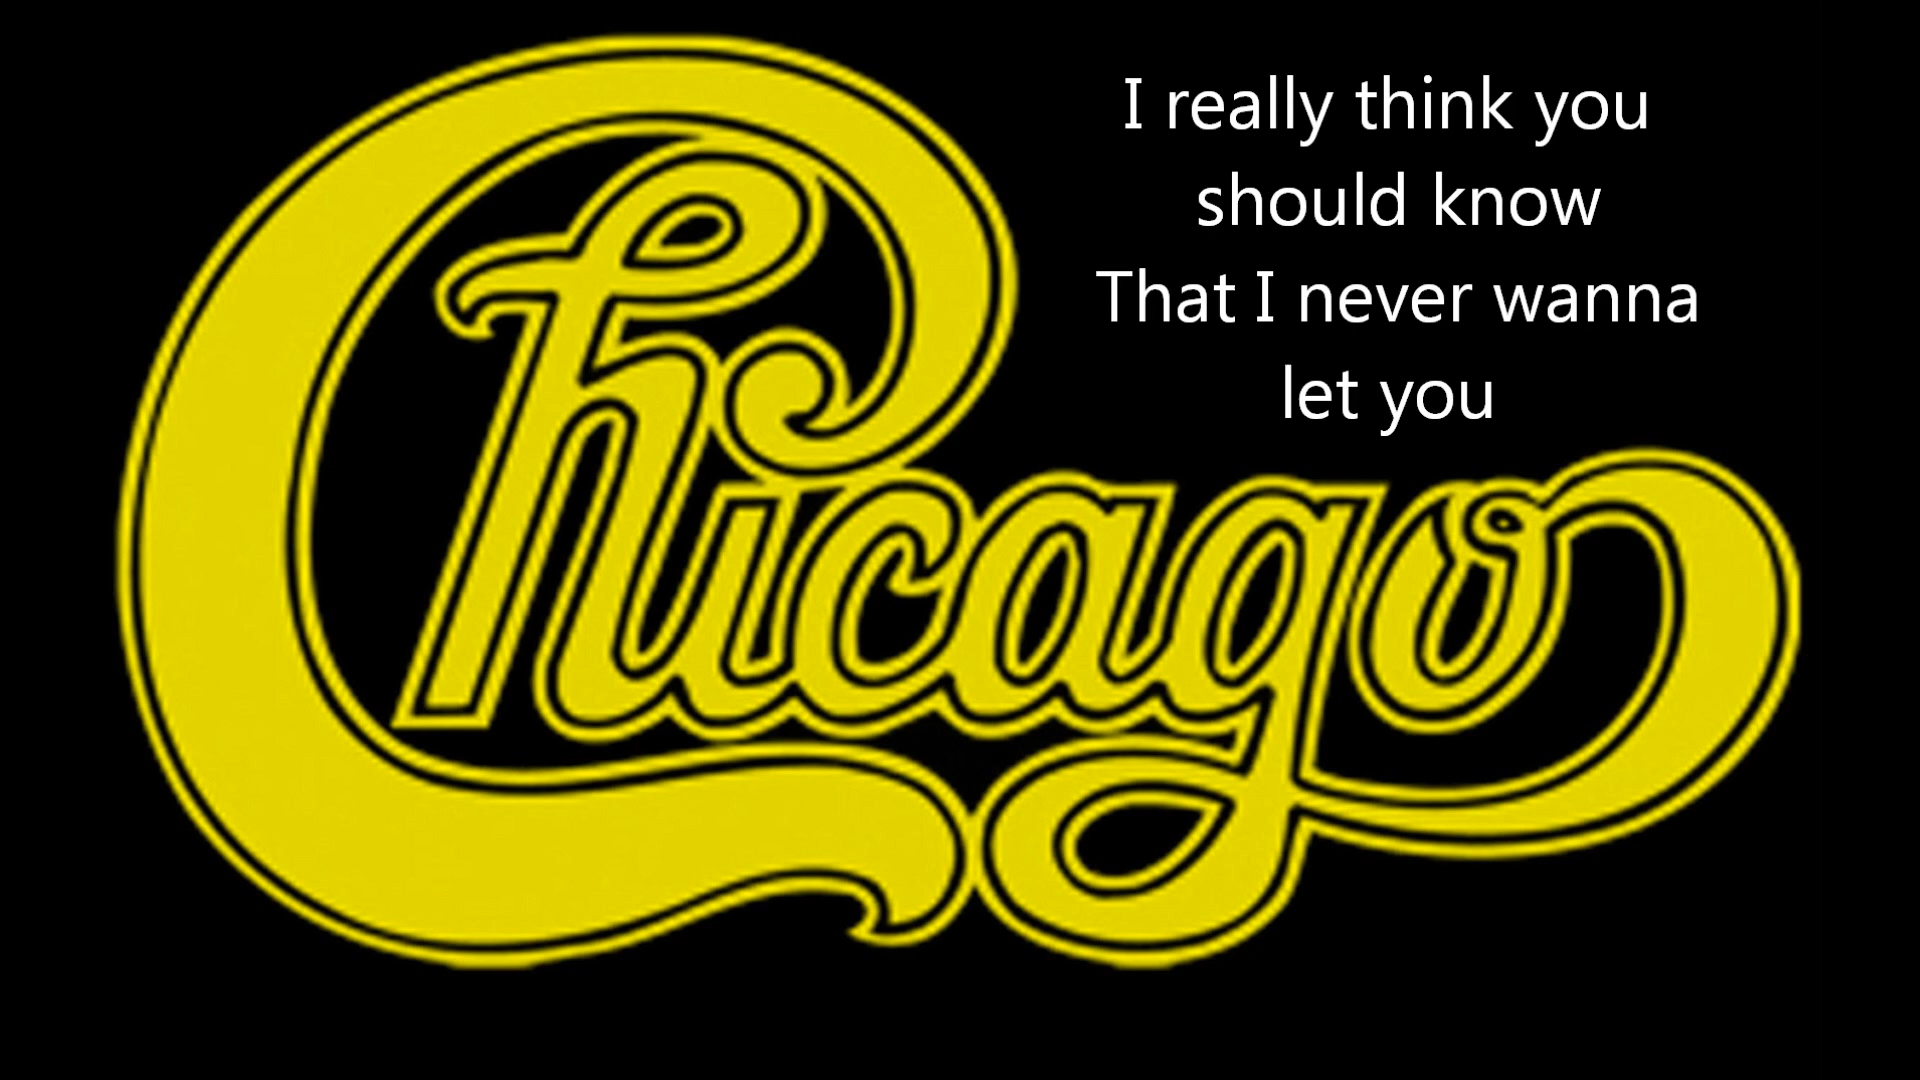 I really think you
should know
That I never wanna
let you
Chicago